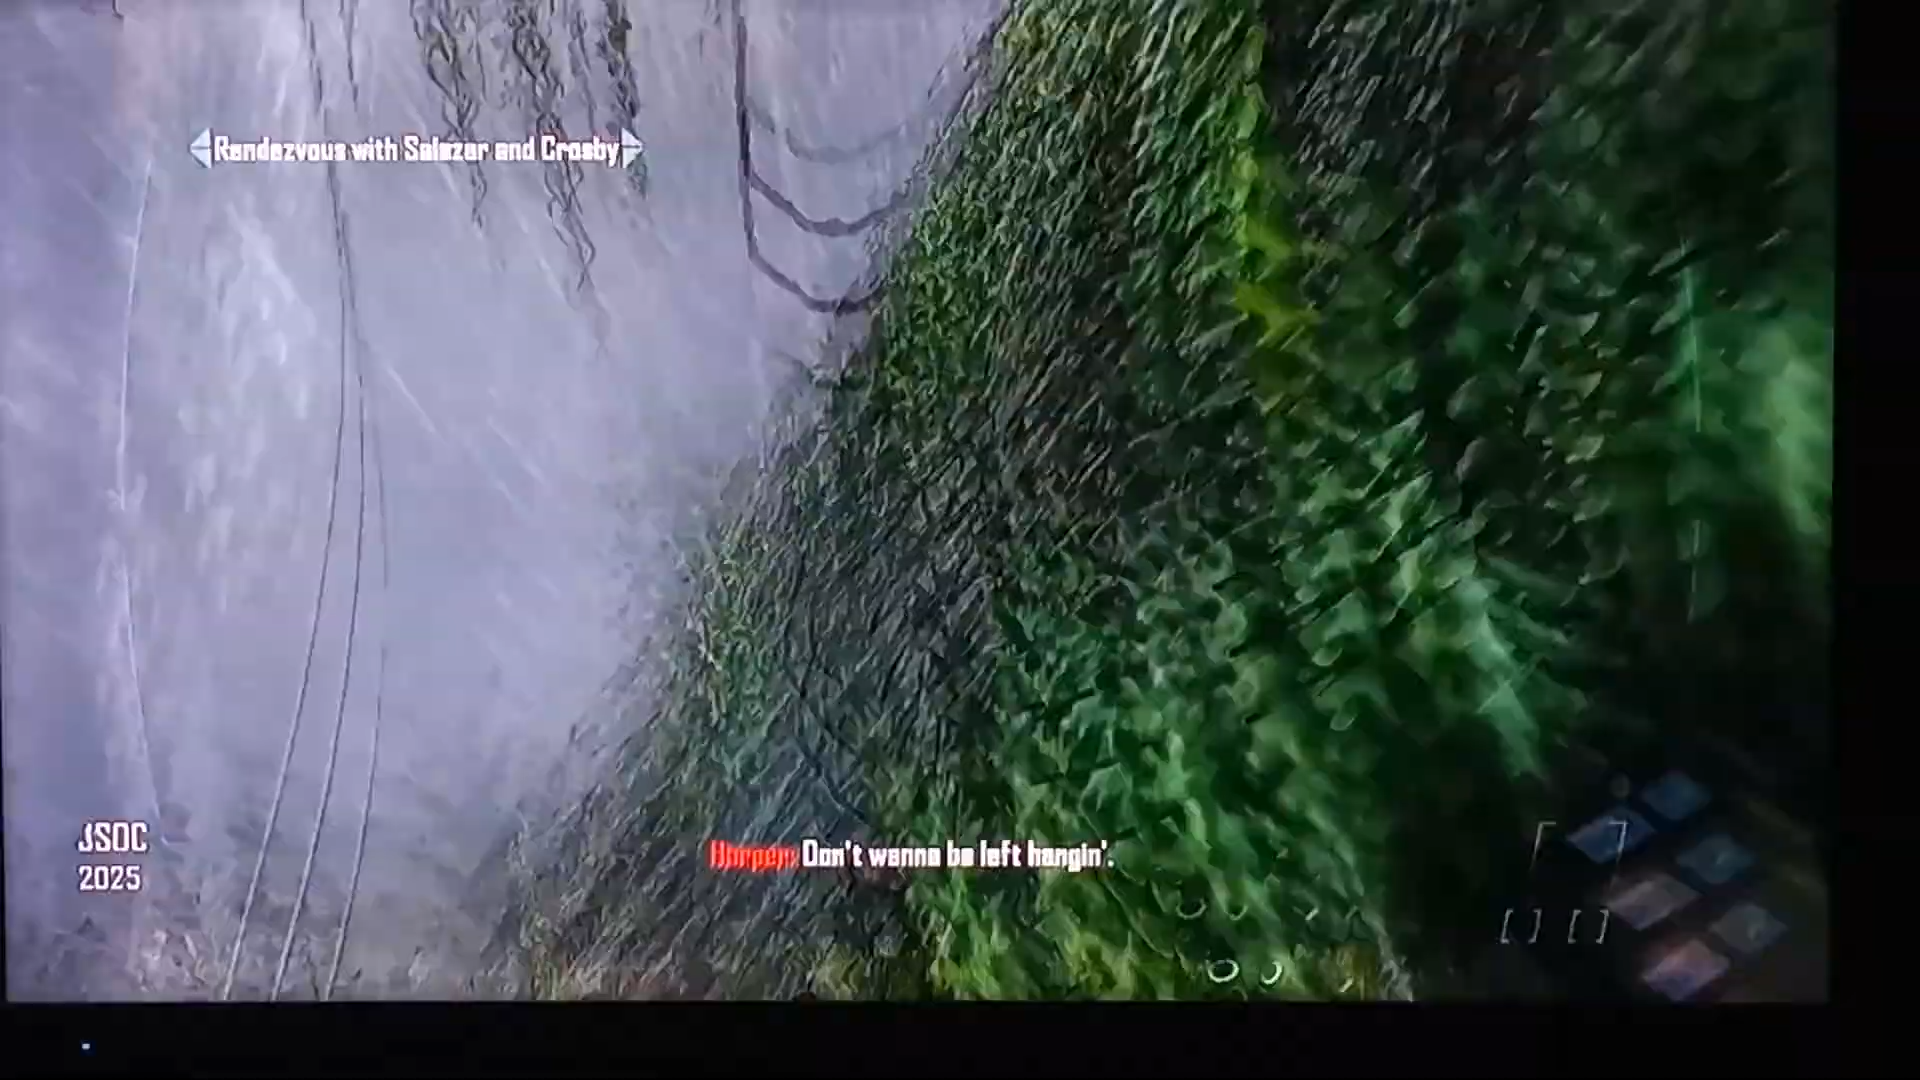 Rendezvous with Salazar and Crosby
Harper: Don't wanna be left hangin'.
JSOC
2025